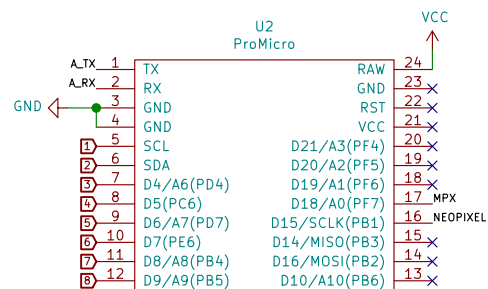 VCC
U2
ProMicro
A_TX 1 TX RAW 24
A_RX 2 RX GND 23
GND 3 GND RST 22
4 GND VCC 21
1 5 SCL D21/A3(PF4) 20
2 6 SDA D20/A2(PF5) 19
3 7 D4/A6(PD4) D19/A1(PF6) 18
4 8 D5(PC6) D18/A0(PF7) 17 MPX
5 9 D6/A7(PD7) D15/SCLK(PB1) 16 NEOPIXEL
6 10 D7(PE6) D14/MISO(PB3) 15
7 11 D8/A8(PB4) D16/MOSI(PB2) 14
8 12 D9/A9(PB5) D10/A10(PB6) 13